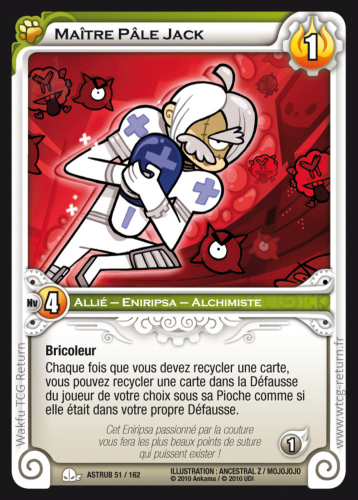 Maître Pâle Jack
1
Nv 4 Allié – Eniripsa – Alchimiste
Bricoleur
Chaque fois que vous devez recycler une carte,
vous pouvez recycler une carte dans la Défausse
du joueur de votre choix sous sa Pioche comme si
elle était dans votre propre Défausse.
Cet Eniripsa passionné par la couture
vous fera les plus beaux points de suture
qui puissent exister !
1
Wakfu TCG Return
www.wtcg-return.fr
ASTRUB 51 / 162
ILLUSTRATION : ANCESTRAL Z / MOJOJOJO
© 2010 Ankama / © 2010 UDI